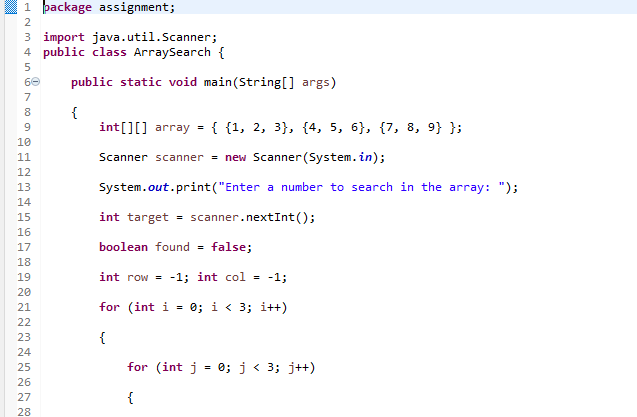 1 package assignment;
2
3 import java.util.Scanner;
4 public class ArraySearch {
5
6 public static void main(String[] args)
7
8 {
9 int[][] array = { {1, 2, 3}, {4, 5, 6}, {7, 8, 9} };
10
11 Scanner scanner = new Scanner(System.in);
12
13 System.out.print("Enter a number to search in the array: ");
14
15 int target = scanner.nextInt();
16
17 boolean found = false;
18
19 int row = -1; int col = -1;
20
21 for (int i = 0; i < 3; i++)
22
23 {
24
25 for (int j = 0; j < 3; j++)
26
27 {
28